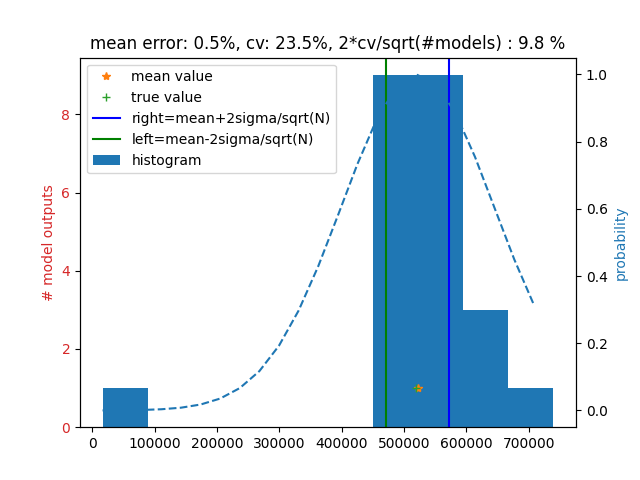 mean error: 0.5%, cv: 23.5%, 2*cv/sqrt(#models) : 9.8 %
mean value
true value
right=mean+2sigma/sqrt(N)
left=mean-2sigma/sqrt(N)
histogram
# model outputs
8
6
4
2
0
probability
1.0
0.8
0.6
0.4
0.2
0.0
0 100000 200000 300000 400000 500000 600000 700000